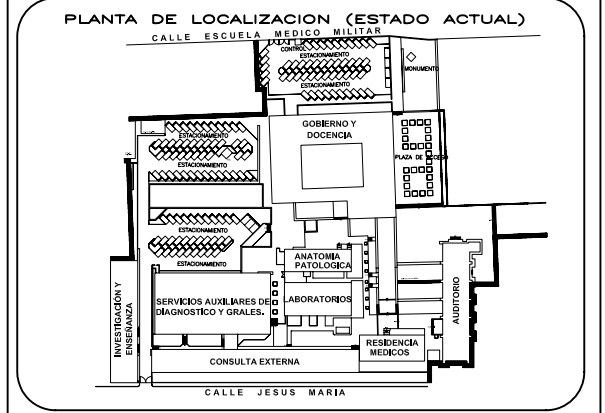 PLANTA DE LOCALIZACION (ESTADO ACTUAL)
CALLE ESCUELA MEDICO MILITAR
CONTROL
ESTACIONAMIENTO
ESTACIONAMIENTO
MONUMENTO
GOBIERNO Y
DOCENCIA
ESTACIONAMIENTO
PLAZA DE ACCESO
ESTACIONAMIENTO
ESTACIONAMIENTO
ESTACIONAMIENTO
ANATOMIA
PATOLOGICA
SERVICIOS AUXILIARES DE
DIAGNOSTICO Y GRALES.
LABORATORIOS
AUDITORIO
INVESTIGACIÓN Y
ENSEÑANZA
RESIDENCIA
MEDICOS
CONSULTA EXTERNA
CALLE JESUS MARIA